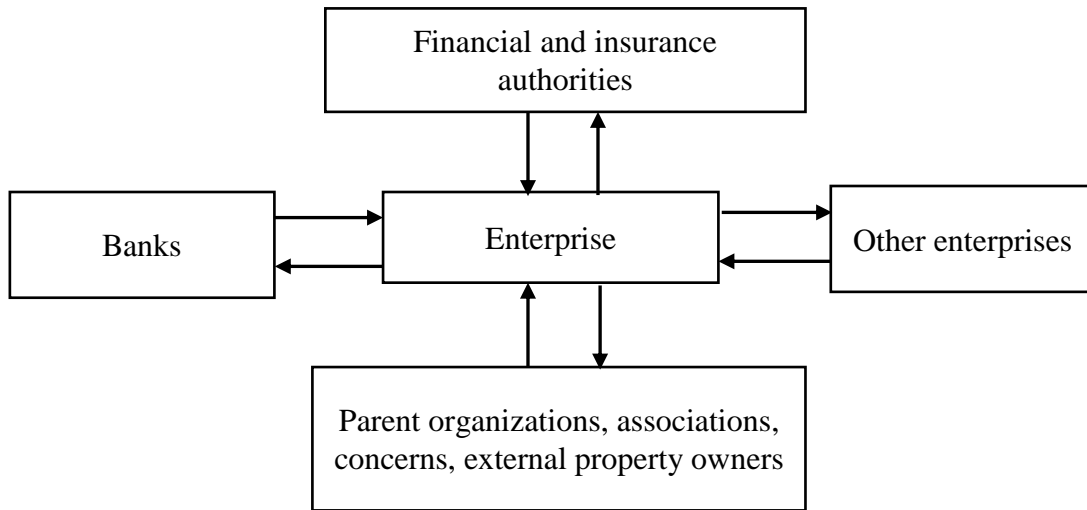 Financial and insurance
authorities
Banks
Enterprise
Other enterprises
Parent organizations, associations,
concerns, external property owners